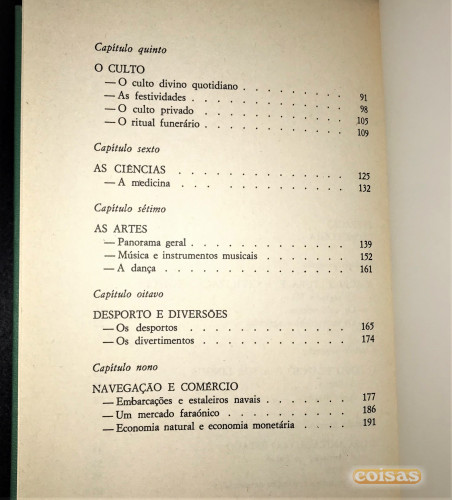 Capítulo quinto
O CULTO
— O culto divino quotidiano . . . . . . . . 91
— As festividades . . . . . . . . . . . 98
— O culto privado . . . . . . . . . . . 105
— O ritual funerário . . . . . . . . . . 109
Capítulo sexto
AS CIÊNCIAS . . . . . . . . . . . . 125
— A medicina . . . . . . . . . . . 132
Capítulo sétimo
AS ARTES
— Panorama geral . . . . . . . . . . . 139
— Música e instrumentos musicais . . . . . . 152
— A dança . . . . . . . . . . . . 161
Capítulo oitavo
DESPORTO E DIVERSÕES
— Os desportos . . . . . . . . . . . 165
— Os divertimentos . . . . . . . . . . 174
Capítulo nono
NAVEGAÇÃO E COMÉRCIO
— Embarcações e estaleiros navais . . . . . . 177
— Um mercado faraónico . . . . . . . . . 186
— Economia natural e economia monetária . . . . 191
coisas